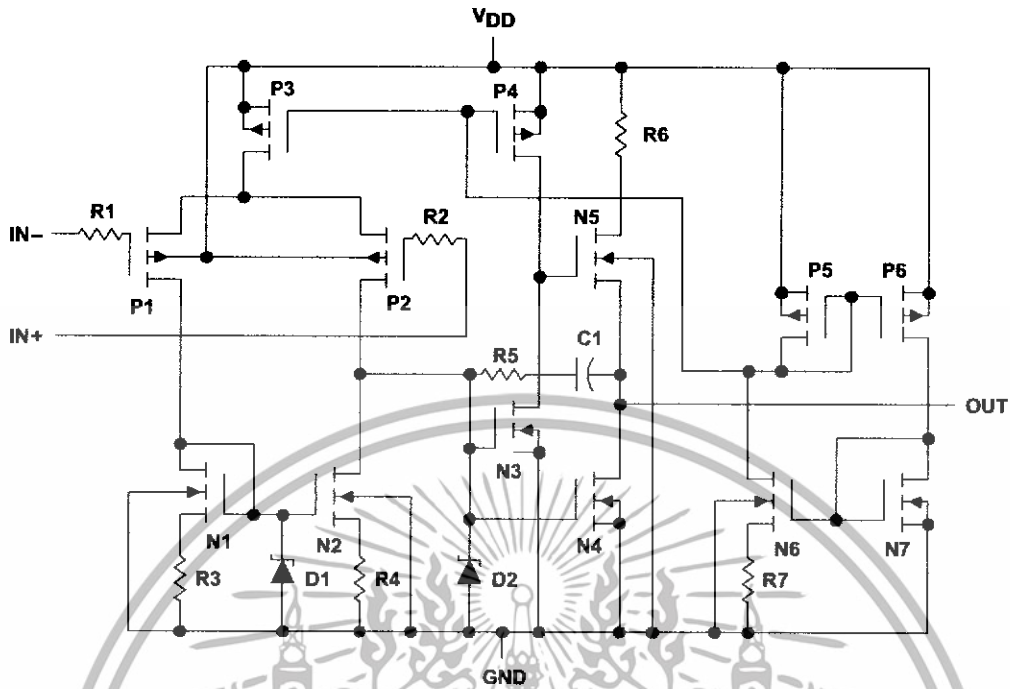 VDD
P3
P4
R6
R1
R2
N5
IN–
P5
P6
P1
P2
IN+
R5
C1
OUT
N3
N1
N2
N4
N6
N7
R3
D1
R4
D2
R7
GND